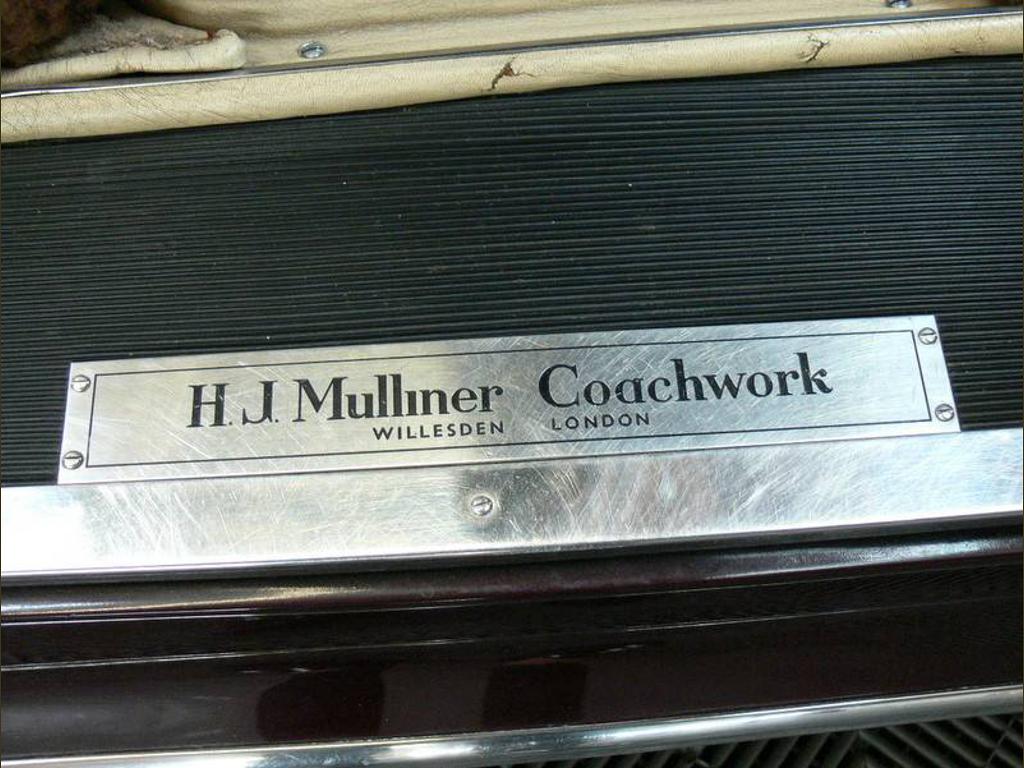 H. J. Mulliner Coachwork
WILLESDEN LONDON